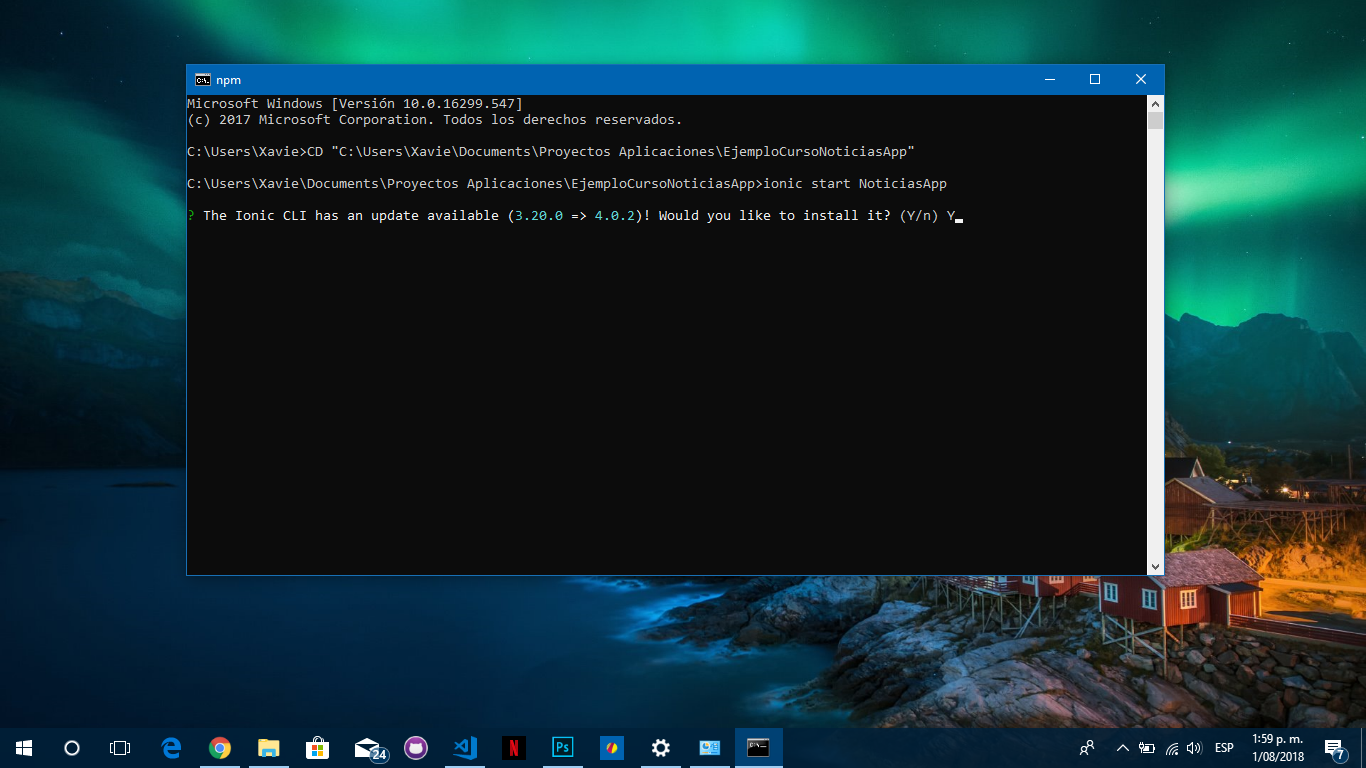 npm
Microsoft Windows [Versión 10.0.16299.547]
(c) 2017 Microsoft Corporation. Todos los derechos reservados.
C:\Users\Xavie>CD "C:\Users\Xavie\Documents\Proyectos Aplicaciones\EjemploCursoNoticiasApp"
C:\Users\Xavie\Documents\Proyectos Aplicaciones\EjemploCursoNoticiasApp>ionic start NoticiasApp
? The Ionic CLI has an update available (3.20.0 => 4.0.2)! Would you like to install it? (Y/n) Y
24
N
Ps
ESP
1:59 p. m.
1/08/2018
7